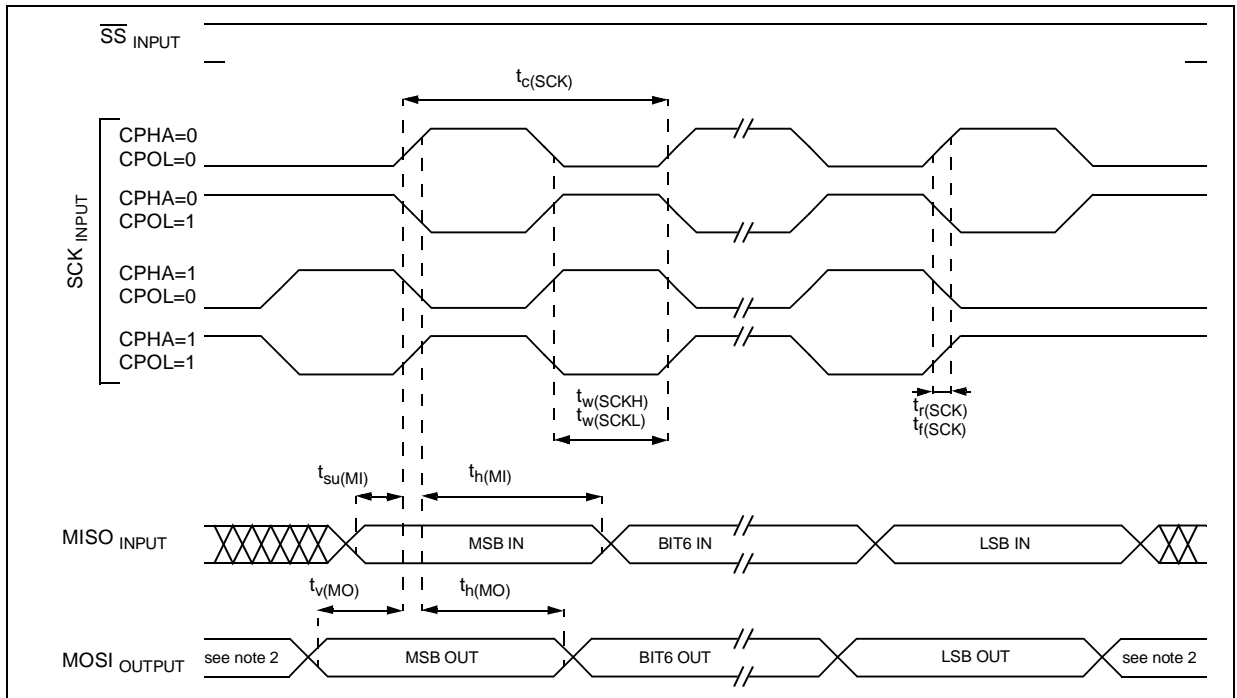 SS INPUT
tc(SCK)
SCK INPUT
CPHA=0
CPOL=0
CPHA=0
CPOL=1
CPHA=1
CPOL=0
CPHA=1
CPOL=1
tw(SCKH)
tw(SCKL)
tr(SCK)
tf(SCK)
tsu(MI)
th(MI)
MISO INPUT
MSB IN
BIT6 IN
LSB IN
tv(MO)
th(MO)
MOSI OUTPUT
see note 2
MSB OUT
BIT6 OUT
LSB OUT
see note 2